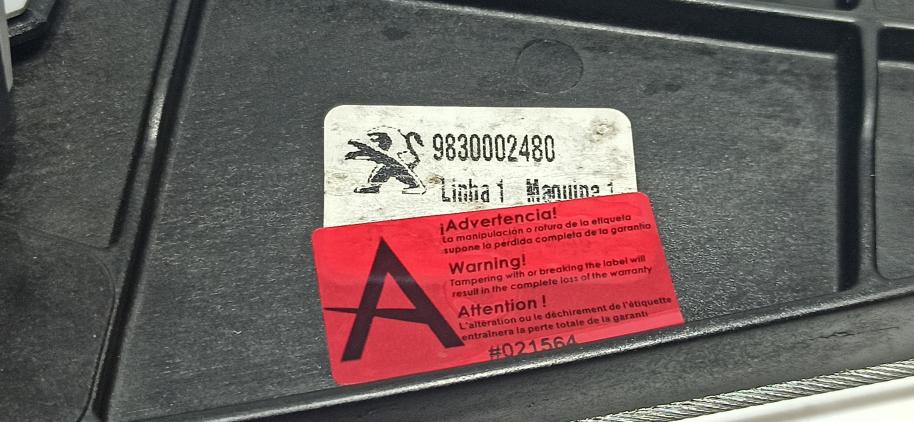 9830002480
Linha 1 Maquina 1
¡Advertencia!
La manipulación o rotura de la etiqueta
supone la pérdida completa de la garantía
Warning!
Tampering with or breaking the label will
result in the complete loss of the warranty
Attention !
L'altération ou le déchirement de l'étiquette
entraînera la perte totale de la garanti
A
#021564